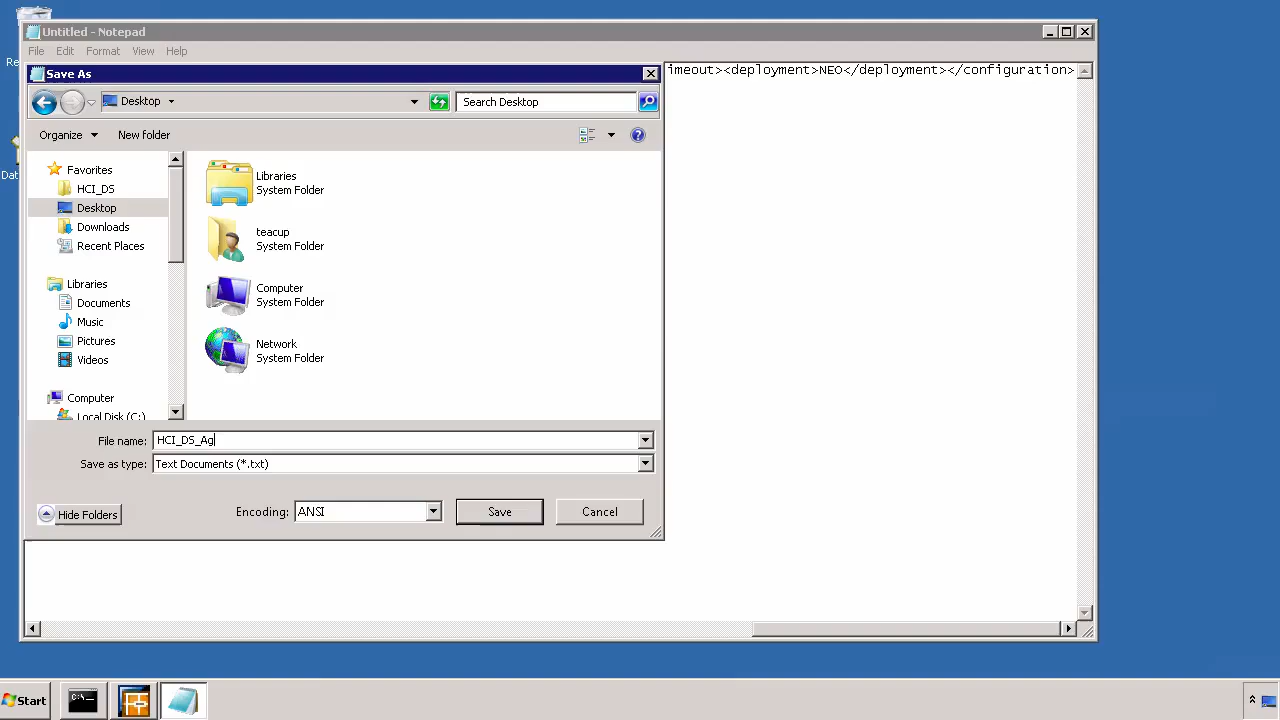 Untitled - Notepad
File Edit Format View Help
imeout><deployment>NEO</deployment></configuration>
Save As
Desktop
Search Desktop
Organize
New folder
Favorites
HCI_DS
Desktop
Downloads
Recent Places
Libraries
Documents
Music
Pictures
Videos
Computer
Local Disk (C:)
Libraries
System Folder
teacup
System Folder
Computer
System Folder
Network
System Folder
File name: HCI_DS_Ag
Save as type: Text Documents (*.txt)
Hide Folders
Encoding: ANSI
Save
Cancel
Re
Dat
Start